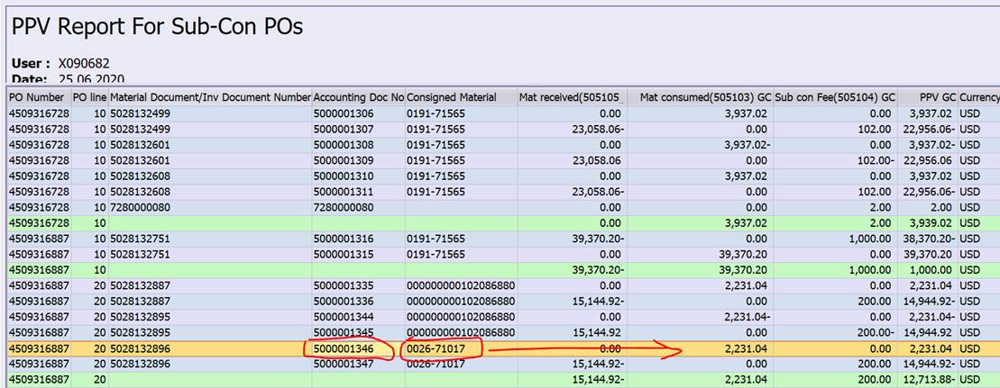 PPV Report For Sub-Con POs
User : X090682
Date: 25.06.2020
PO Number PO line Material Document/Inv Document Number Accounting Doc No Consigned Material Mat received(505105 Mat consumed(505103) GC Sub con Fee(505104) GC PPV GC Currency
4509316728 10 5028132499 5000001306 0191-71565 0.00 3,937.02 0.00 3,937.02 USD
4509316728 10 5028132499 5000001307 0191-71565 23,058.06- 0.00 102.00 22,956.06- USD
4509316728 10 5028132601 5000001308 0191-71565 0.00 3,937.02- 0.00 3,937.02- USD
4509316728 10 5028132601 5000001309 0191-71565 23,058.06 0.00 102.00- 22,956.06 USD
4509316728 10 5028132608 5000001310 0191-71565 0.00 3,937.02 0.00 3,937.02 USD
4509316728 10 5028132608 5000001311 0191-71565 23,058.06- 0.00 102.00 22,956.06- USD
4509316728 10 7280000080 7280000080 0.00 0.00 2.00 2.00 USD
4509316728 10 0.00 3,937.02 2.00 3,939.02 USD
4509316887 10 5028132751 5000001316 0191-71565 39,370.20- 0.00 1,000.00 38,370.20- USD
4509316887 10 5028132751 5000001315 0191-71565 0.00 39,370.20 0.00 39,370.20 USD
4509316887 10 39,370.20- 39,370.20 1,000.00 1,000.00 USD
4509316887 20 5028132887 5000001335 000000000102086880 0.00 2,231.04 0.00 2,231.04 USD
4509316887 20 5028132887 5000001336 000000000102086880 15,144.92- 0.00 200.00 14,944.92- USD
4509316887 20 5028132895 5000001344 000000000102086880 0.00 2,231.04- 0.00 2,231.04- USD
4509316887 20 5028132895 5000001345 000000000102086880 15,144.92 0.00 200.00- 14,944.92 USD
4509316887 20 5028132896 5000001346 0026-71017 0.00 2,231.04 0.00 2,231.04 USD
4509316887 20 5028132896 5000001347 0026-71017 15,144.92- 0.00 200.00 14,944.92- USD
4509316887 20 15,144.92- 2,231.04 200.00 12,713.88- USD